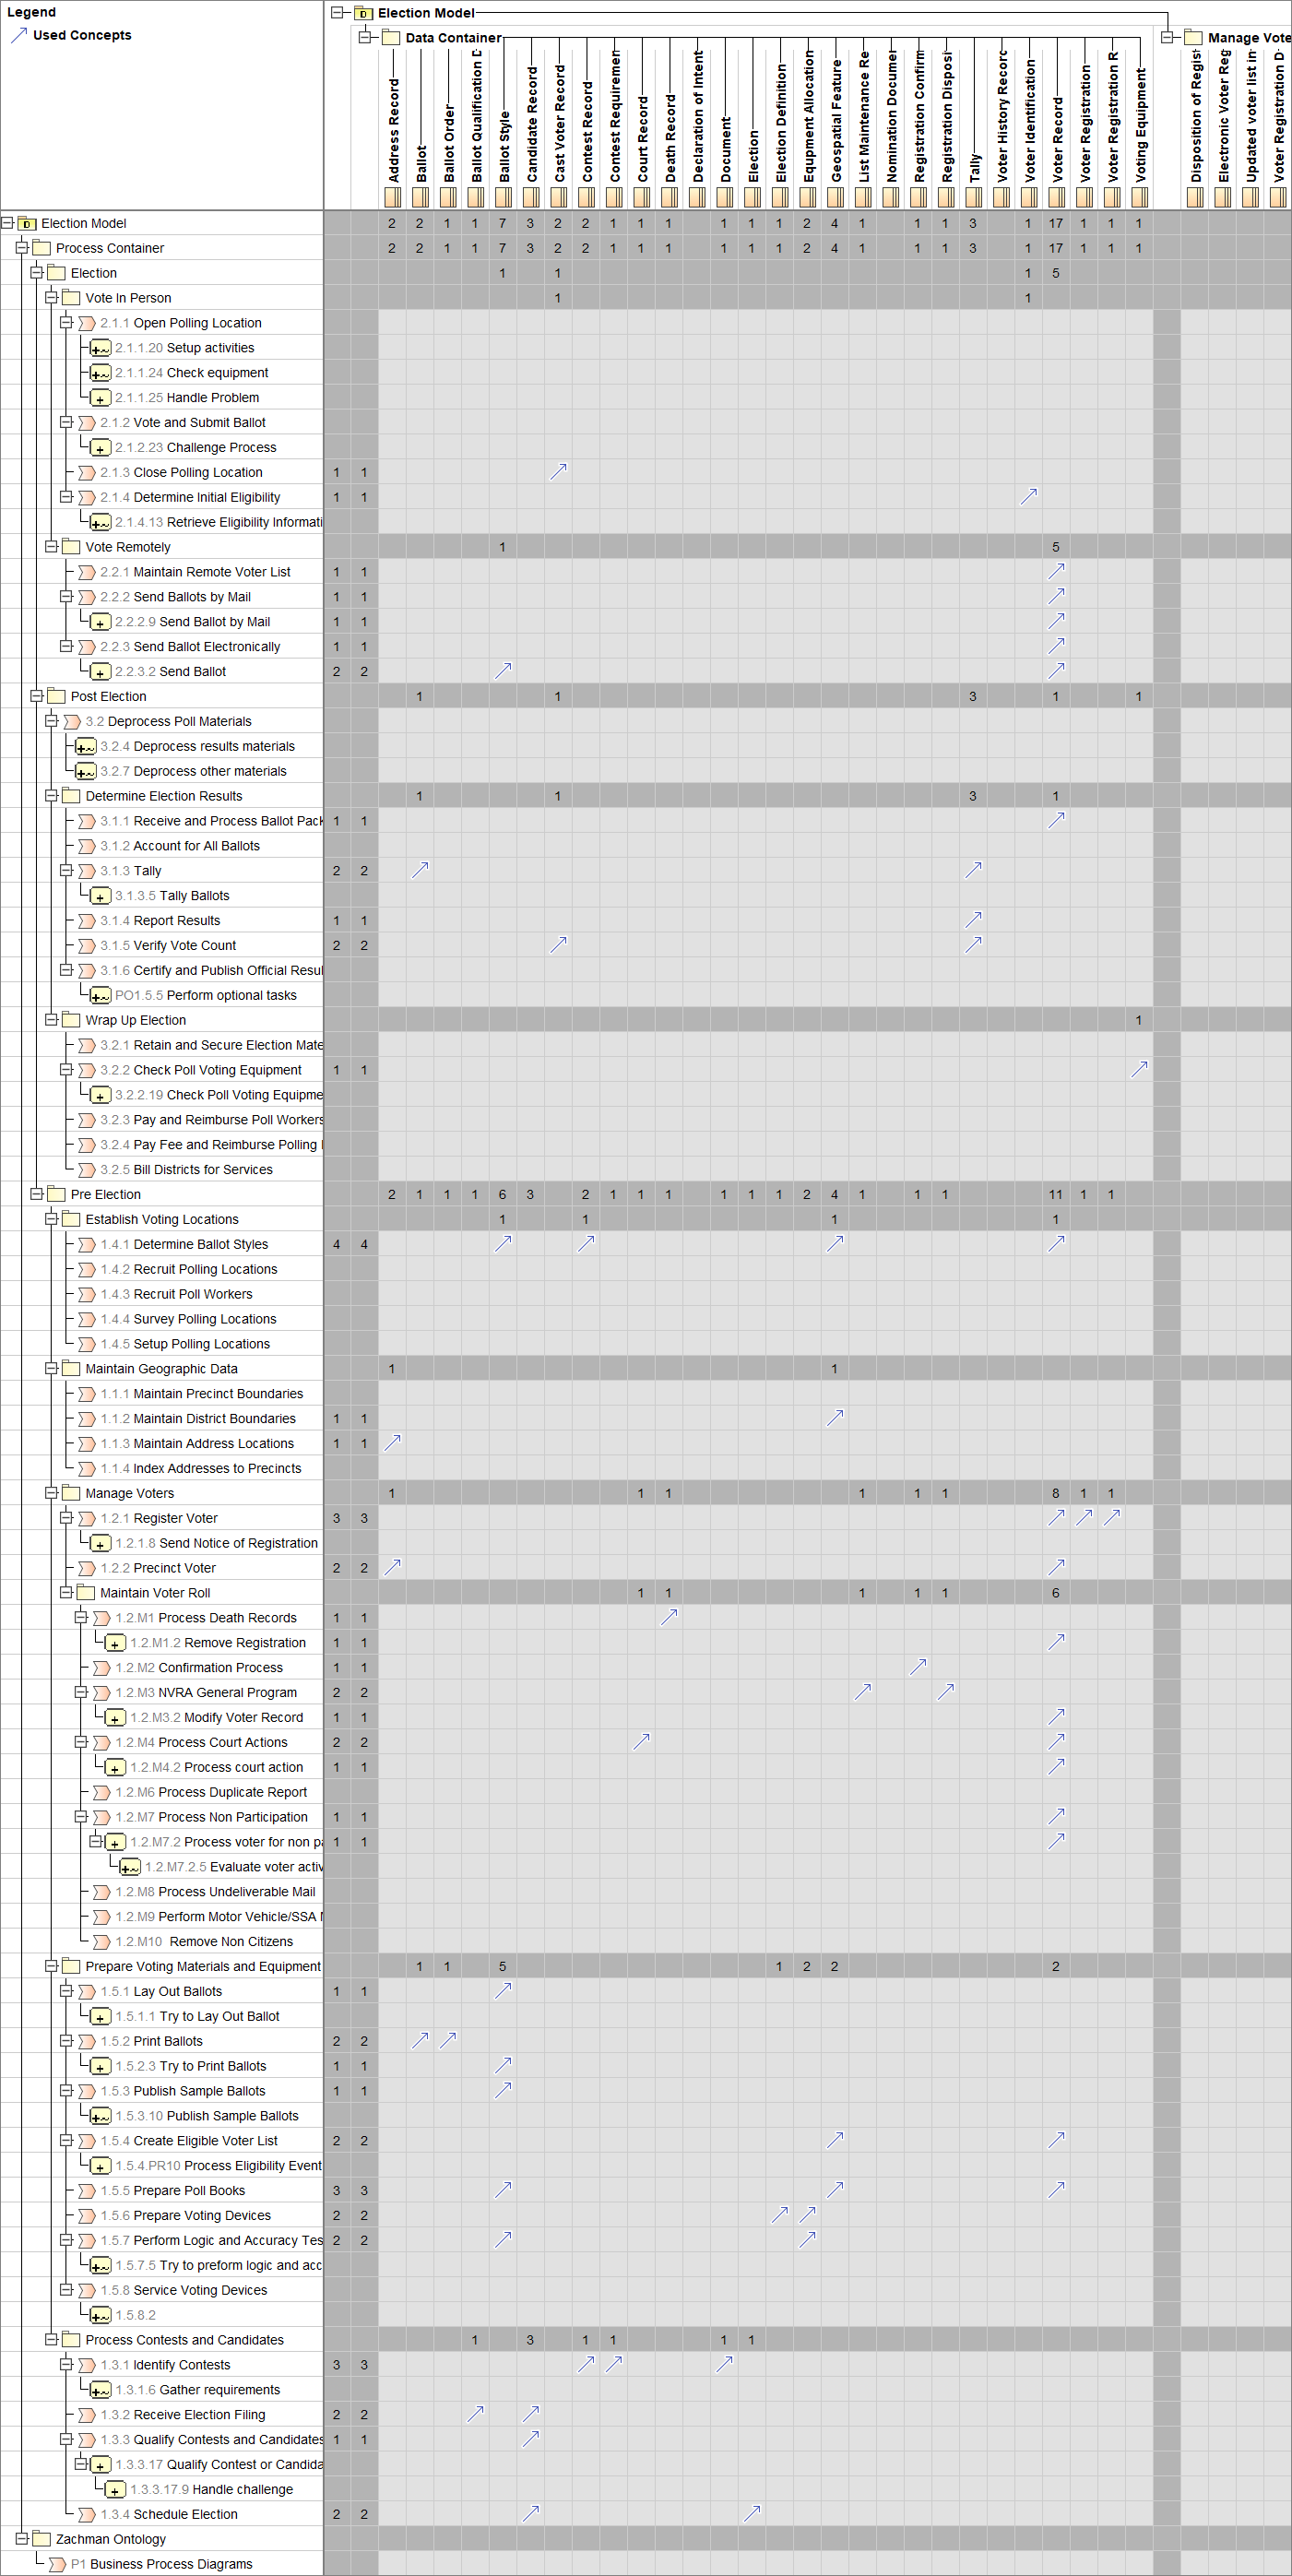 Legend
Used Concepts
Election Model
Data Container
Manage Vote
Address Record
Ballot
Ballot Order
Ballot Qualification D
Ballot Style
Candidate Record
Cast Voter Record
Contest Record
Contest Requiremen
Court Record
Death Record
Declaration of Intent
Document
Election
Election Definition
Equpment Allocation
Geospatial Feature
List Maintenance Re
Nomination Documen
Registration Confirm
Registration Disposi
Tally
Voter History Record
Voter Identification
Voter Record
Voter Registration
Voter Registration R
Voting Equipment
Disposition of Regist
Electronic Voter Reg
Updated voter list in
Voter Registration D
Election Model 2 2 1 1 7 3 2 2 1 1 1 1 1 1 2 4 1 1 1 3 1 17 1 1 1
Process Container 2 2 1 1 7 3 2 2 1 1 1 1 1 1 2 4 1 1 1 3 1 17 1 1 1
Election 1 1 1 5
Vote In Person 1 1
2.1.1 Open Polling Location
2.1.1.20 Setup activities
2.1.1.24 Check equipment
2.1.1.25 Handle Problem
2.1.2 Vote and Submit Ballot
2.1.2.23 Challenge Process
2.1.3 Close Polling Location 1 1
2.1.4 Determine Initial Eligibility 1 1
2.1.4.13 Retrieve Eligibility Informati
Vote Remotely 1 5
2.2.1 Maintain Remote Voter List 1 1
2.2.2 Send Ballots by Mail 1 1
2.2.2.9 Send Ballot by Mail 1 1
2.2.3 Send Ballot Electronically 1 1
2.2.3.2 Send Ballot 2 2
Post Election 1 1 3 1 1
3.2 Deprocess Poll Materials
3.2.4 Deprocess results materials
3.2.7 Deprocess other materials
Determine Election Results 1 1 3 1
3.1.1 Receive and Process Ballot Pack 1 1
3.1.2 Account for All Ballots
3.1.3 Tally 2 2
3.1.3.5 Tally Ballots
3.1.4 Report Results 1 1
3.1.5 Verify Vote Count 2 2
3.1.6 Certify and Publish Official Resul
PO1.5.5 Perform optional tasks
Wrap Up Election 1
3.2.1 Retain and Secure Election Mate
3.2.2 Check Poll Voting Equipment 1 1
3.2.2.19 Check Poll Voting Equipme
3.2.3 Pay and Reimburse Poll Workers
3.2.4 Pay Fee and Reimburse Polling
3.2.5 Bill Districts for Services
Pre Election 2 1 1 1 6 3 2 1 1 1 1 1 1 2 4 1 1 1 11 1 1
Establish Voting Locations 1 1 1 1
1.4.1 Determine Ballot Styles 4 4
1.4.2 Recruit Polling Locations
1.4.3 Recruit Poll Workers
1.4.4 Survey Polling Locations
1.4.5 Setup Polling Locations
Maintain Geographic Data 1 1
1.1.1 Maintain Precinct Boundaries
1.1.2 Maintain District Boundaries 1 1
1.1.3 Maintain Address Locations 1 1
1.1.4 Index Addresses to Precincts
Manage Voters 1 1 1 1 1 1 8 1 1
1.2.1 Register Voter 3 3
1.2.1.8 Send Notice of Registration
1.2.2 Precinct Voter 2 2
Maintain Voter Roll 1 1 1 1 1 6
1.2.M1 Process Death Records 1 1
1.2.M1.2 Remove Registration 1 1
1.2.M2 Confirmation Process 1 1
1.2.M3 NVRA General Program 2 2
1.2.M3.2 Modify Voter Record 1 1
1.2.M4 Process Court Actions 2 2
1.2.M4.2 Process court action 1 1
1.2.M6 Process Duplicate Report
1.2.M7 Process Non Participation 1 1
1.2.M7.2 Process voter for non pa 1 1
1.2.M7.2.5 Evaluate voter activ
1.2.M8 Process Undeliverable Mail
1.2.M9 Perform Motor Vehicle/SSA
1.2.M10 Remove Non Citizens
Prepare Voting Materials and Equipment 1 1 5 1 2 2 2
1.5.1 Lay Out Ballots 1 1
1.5.1.1 Try to Lay Out Ballot
1.5.2 Print Ballots 2 2
1.5.2.3 Try to Print Ballots 1 1
1.5.3 Publish Sample Ballots 1 1
1.5.3.10 Publish Sample Ballots
1.5.4 Create Eligible Voter List 2 2
1.5.4.PR10 Process Eligibility Event
1.5.5 Prepare Poll Books 3 3
1.5.6 Prepare Voting Devices 2 2
1.5.7 Perform Logic and Accuracy Tes 2 2
1.5.7.5 Try to preform logic and acc
1.5.8 Service Voting Devices
1.5.8.2
Process Contests and Candidates 1 3 1 1 1 1
1.3.1 Identify Contests 3 3
1.3.1.6 Gather requirements
1.3.2 Receive Election Filing 2 2
1.3.3 Qualify Contests and Candidates 1 1
1.3.3.17 Qualify Contest or Candida
1.3.3.17.9 Handle challenge
1.3.4 Schedule Election 2 2
Zachman Ontology
P1 Business Process Diagrams